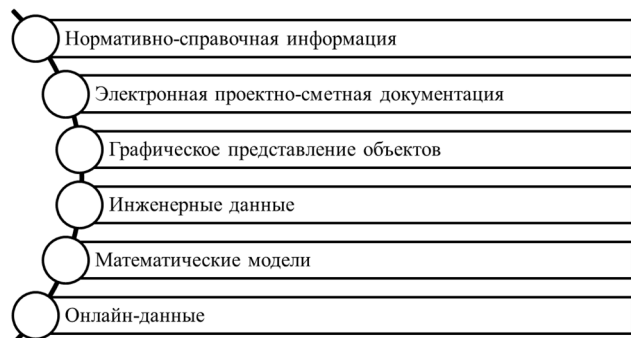 Нормативно-справочная информация
Электронная проектно-сметная документация
Графическое представление объектов
Инженерные данные
Математические модели
Онлайн-данные